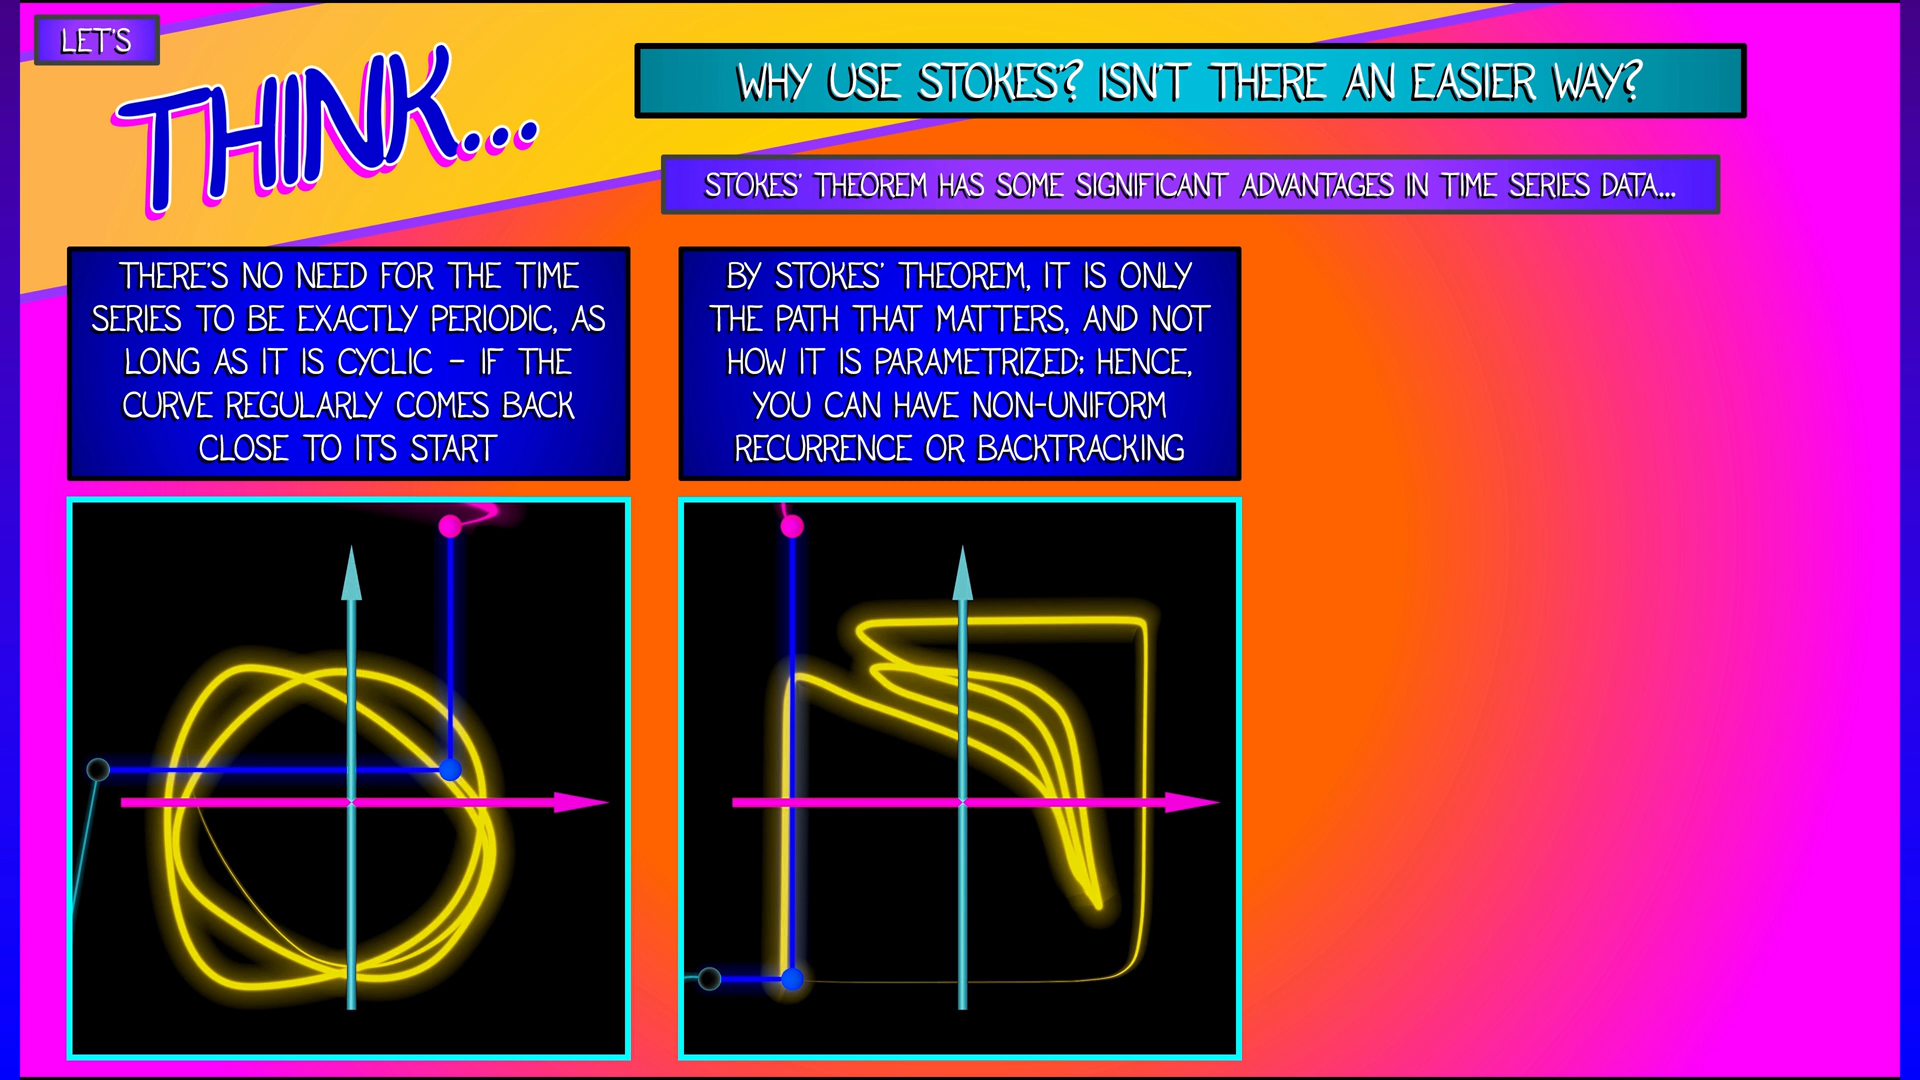 LET'S
THINK...
WHY USE STOKES'? ISN'T THERE AN EASIER WAY?
STOKES' THEOREM HAS SOME SIGNIFICANT ADVANTAGES IN TIME SERIES DATA...
THERE'S NO NEED FOR THE TIME
SERIES TO BE EXACTLY PERIODIC, AS
LONG AS IT IS CYCLIC – IF THE
CURVE REGULARLY COMES BACK
CLOSE TO ITS START
BY STOKES' THEOREM, IT IS ONLY
THE PATH THAT MATTERS, AND NOT
HOW IT IS PARAMETRIZED; HENCE,
YOU CAN HAVE NON-UNIFORM
RECURRENCE OR BACKTRACKING